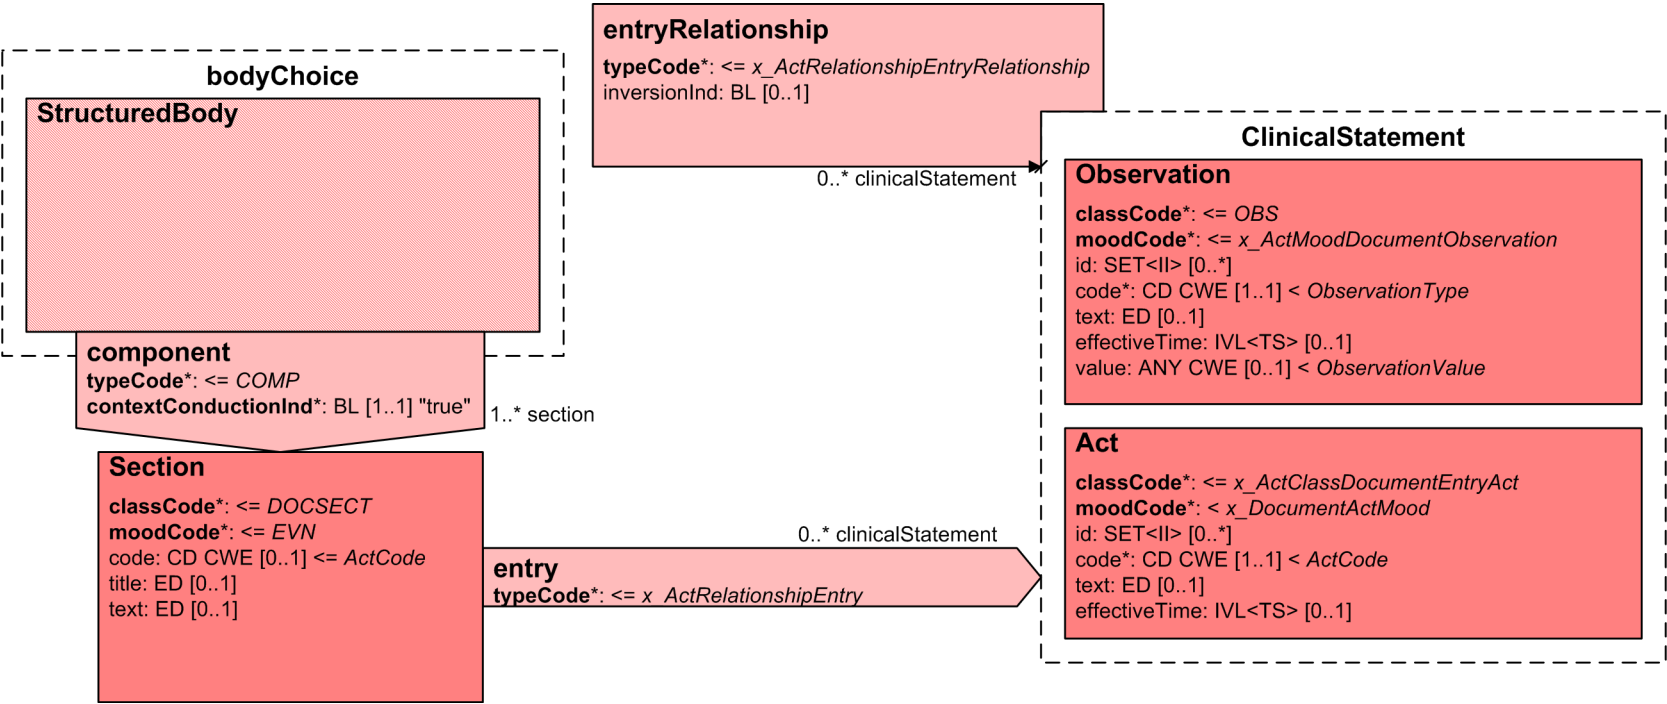 bodyChoice
StructuredBody
component
typeCode*: <= COMP
contextConductionInd*: BL [1..1] "true"
1..* section
Section
classCode*: <= DOCSECT
moodCode*: <= EVN
code: CD CWE [0..1] <= ActCode
title: ED [0..1]
text: ED [0..1]
entryRelationship
typeCode*: <= x_ActRelationshipEntryRelationship
inversionInd: BL [0..1]
0..* clinicalStatement
0..* clinicalStatement
entry
typeCode*: <= x_ActRelationshipEntry
ClinicalStatement
Observation
classCode*: <= OBS
moodCode*: <= x_ActMoodDocumentObservation
id: SET<II> [0..*]
code*: CD CWE [1..1] < ObservationType
text: ED [0..1]
effectiveTime: IVL<TS> [0..1]
value: ANY CWE [0..1] < ObservationValue
Act
classCode*: <= x_ActClassDocumentEntryAct
moodCode*: < x_DocumentActMood
id: SET<II> [0..*]
code*: CD CWE [1..1] < ActCode
text: ED [0..1]
effectiveTime: IVL<TS> [0..1]